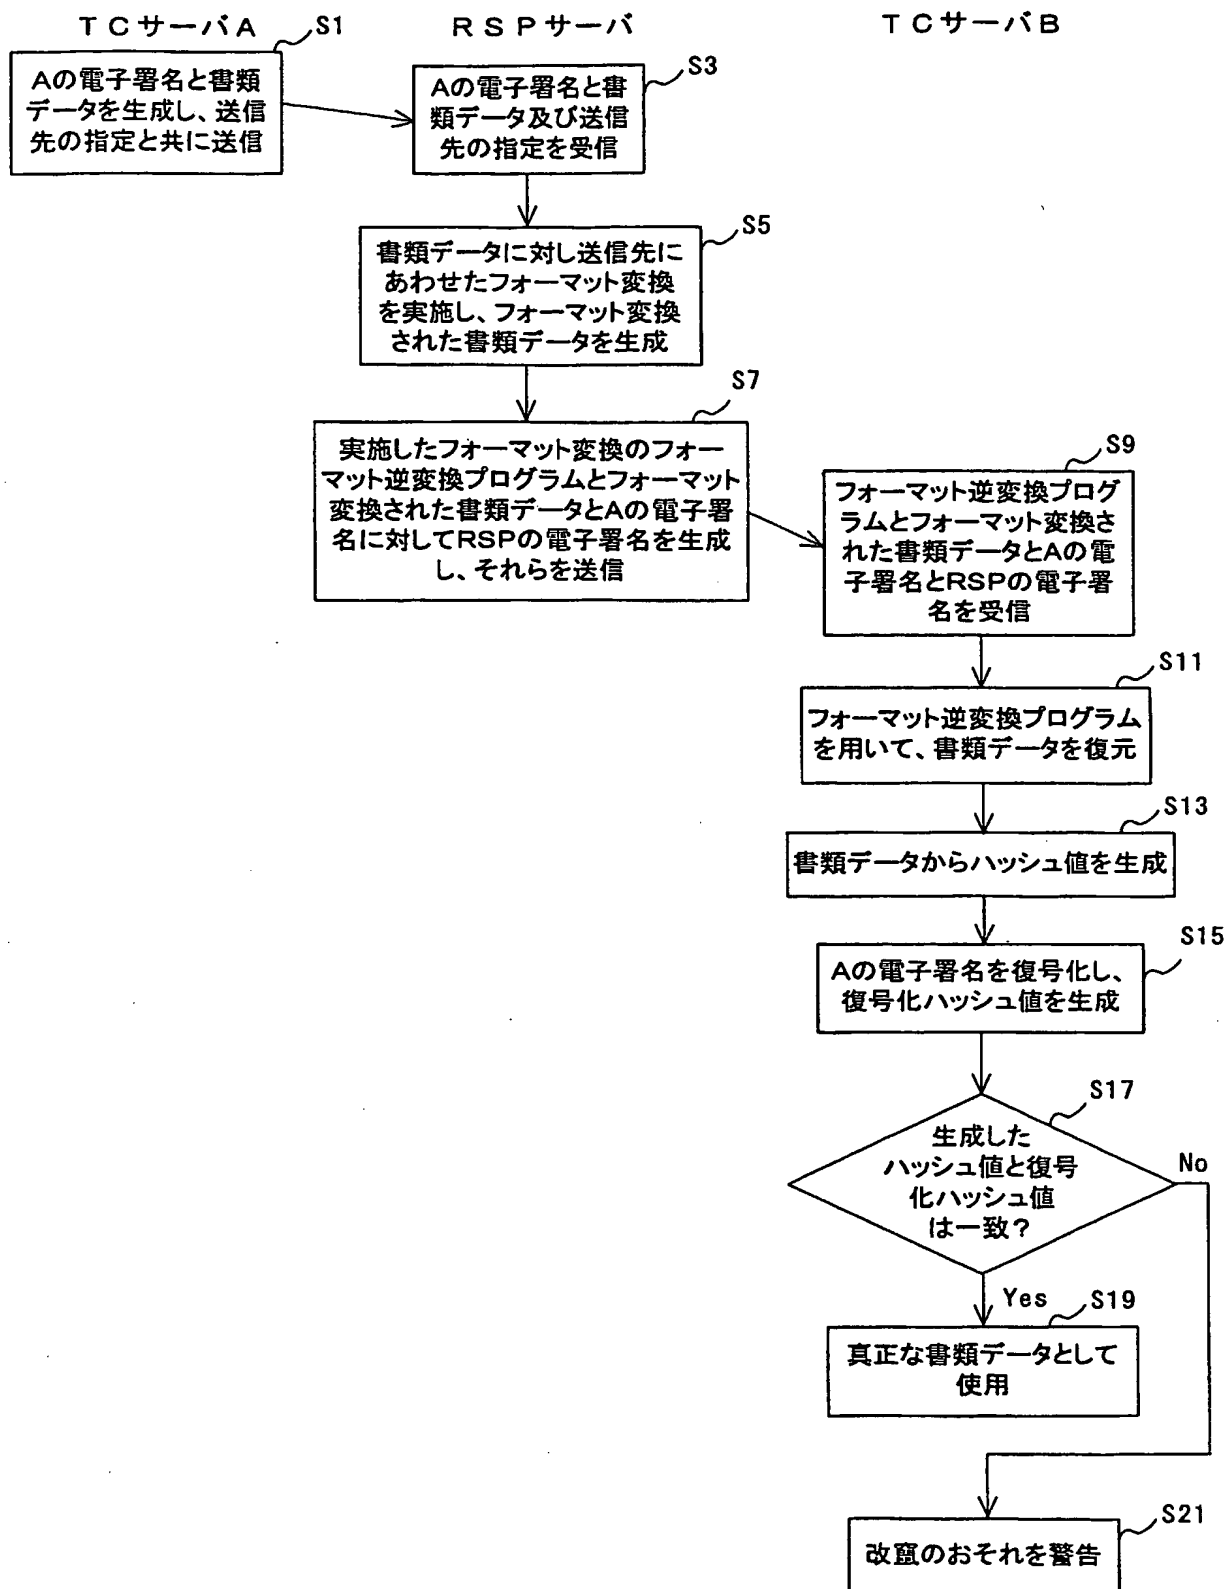 TCサーバA
RSPサーバ
TCサーバB
S1
Aの電子署名と書類
データを生成し、送信
先の指定と共に送信
S3
Aの電子署名と書
類データ及び送信
先の指定を受信
S5
書類データに対し送信先に
あわせたフォーマット変換
を実施し、フォーマット変換
された書類データを生成
S7
実施したフォーマット変換のフォー
マット逆変換プログラムとフォーマット
変換された書類データとAの電子署
名に対してRSPの電子署名を生成
し、それらを送信
S9
フォーマット逆変換プログ
ラムとフォーマット変換さ
れた書類データとAの電
子署名とRSPの電子署
名を受信
S11
フォーマット逆変換プログラム
を用いて、書類データを復元
S13
書類データからハッシュ値を生成
S15
Aの電子署名を復号化し、
復号化ハッシュ値を生成
S17
生成した
ハッシュ値と復号
化ハッシュ値
は一致?
No
Yes
S19
真正な書類データとして
使用
S21
改竄のおそれを警告